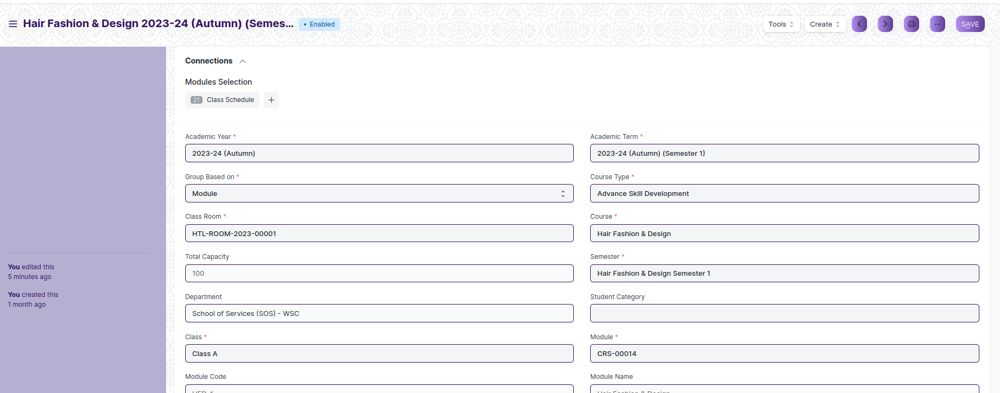 Hair Fashion & Design 2023-24 (Autumn) (Semes...
Enabled
Tools
Create
...
SAVE
Connections
Modules Selection
21 Class Schedule +
Academic Year *
2023-24 (Autumn)
Academic Term *
2023-24 (Autumn) (Semester 1)
Group Based on *
Module
Course Type *
Advance Skill Development
Class Room *
HTL-ROOM-2023-00001
Course *
Hair Fashion & Design
Total Capacity
100
Semester *
Hair Fashion & Design Semester 1
Department
School of Services (SOS) - WSC
Student Category
Class *
Class A
Module *
CRS-00014
Module Code
Module Name
Hair Fashion & Design
You edited this
5 minutes ago
You created this
1 month ago